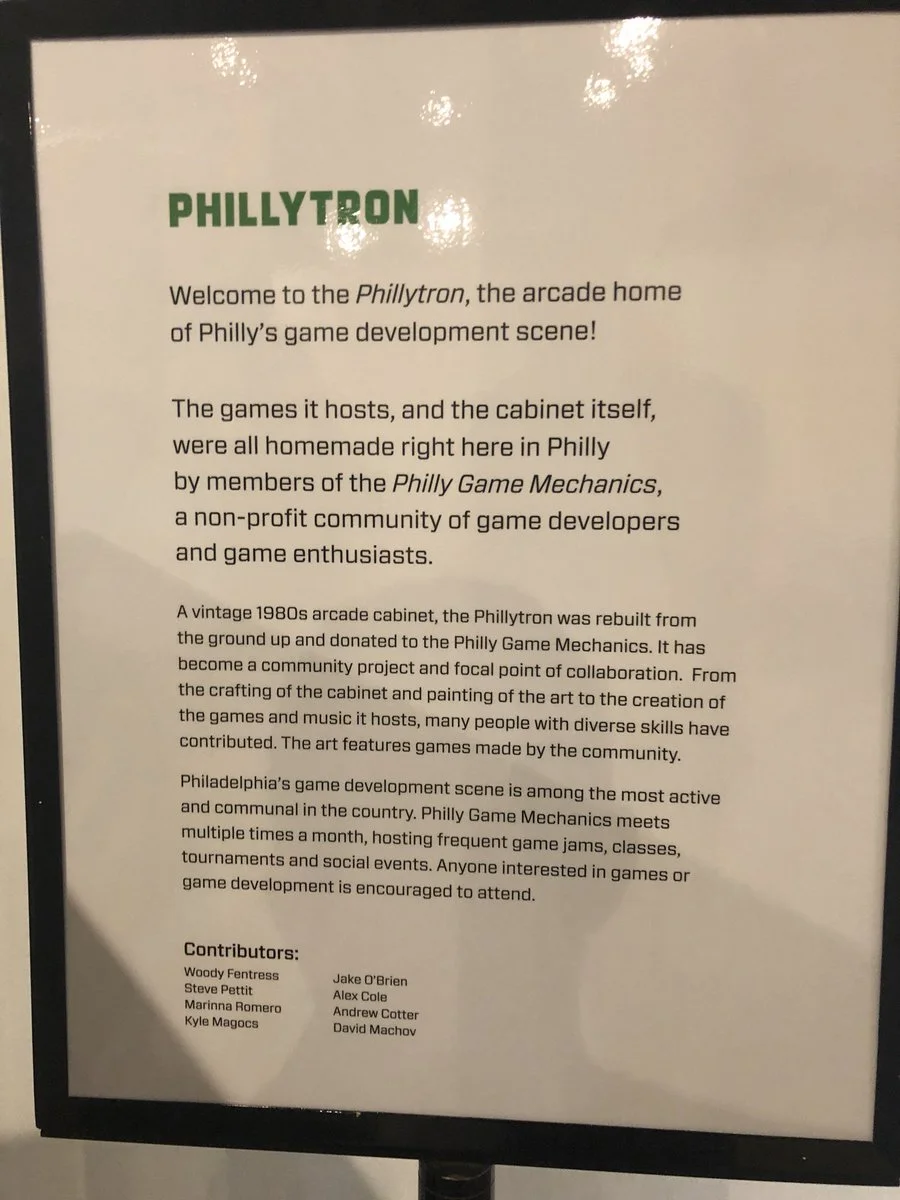 PHILLYTRON
Welcome to the Phillytron, the arcade home
of Philly's game development scene!
The games it hosts, and the cabinet itself,
were all homemade right here in Philly
by members of the Philly Game Mechanics,
a non-profit community of game developers
and game enthusiasts.
A vintage 1980s arcade cabinet, the Phillytron was rebuilt from
the ground up and donated to the Philly Game Mechanics. It has
become a community project and focal point of collaboration.  From
the crafting of the cabinet and painting of the art to the creation of
the games and music it hosts, many people with diverse skills have
contributed. The art features games made by the community.
Philadelphia's game development scene is among the most active
and communal in the country. Philly Game Mechanics meets
multiple times a month, hosting frequent game jams, classes,
tournaments and social events. Anyone interested in games or
game development is encouraged to attend.
Contributors:
Woody Fentress
Steve Pettit
Marinna Romero
Kyle Magocs
Jake O'Brien
Alex Cole
Andrew Cotter
David Machov